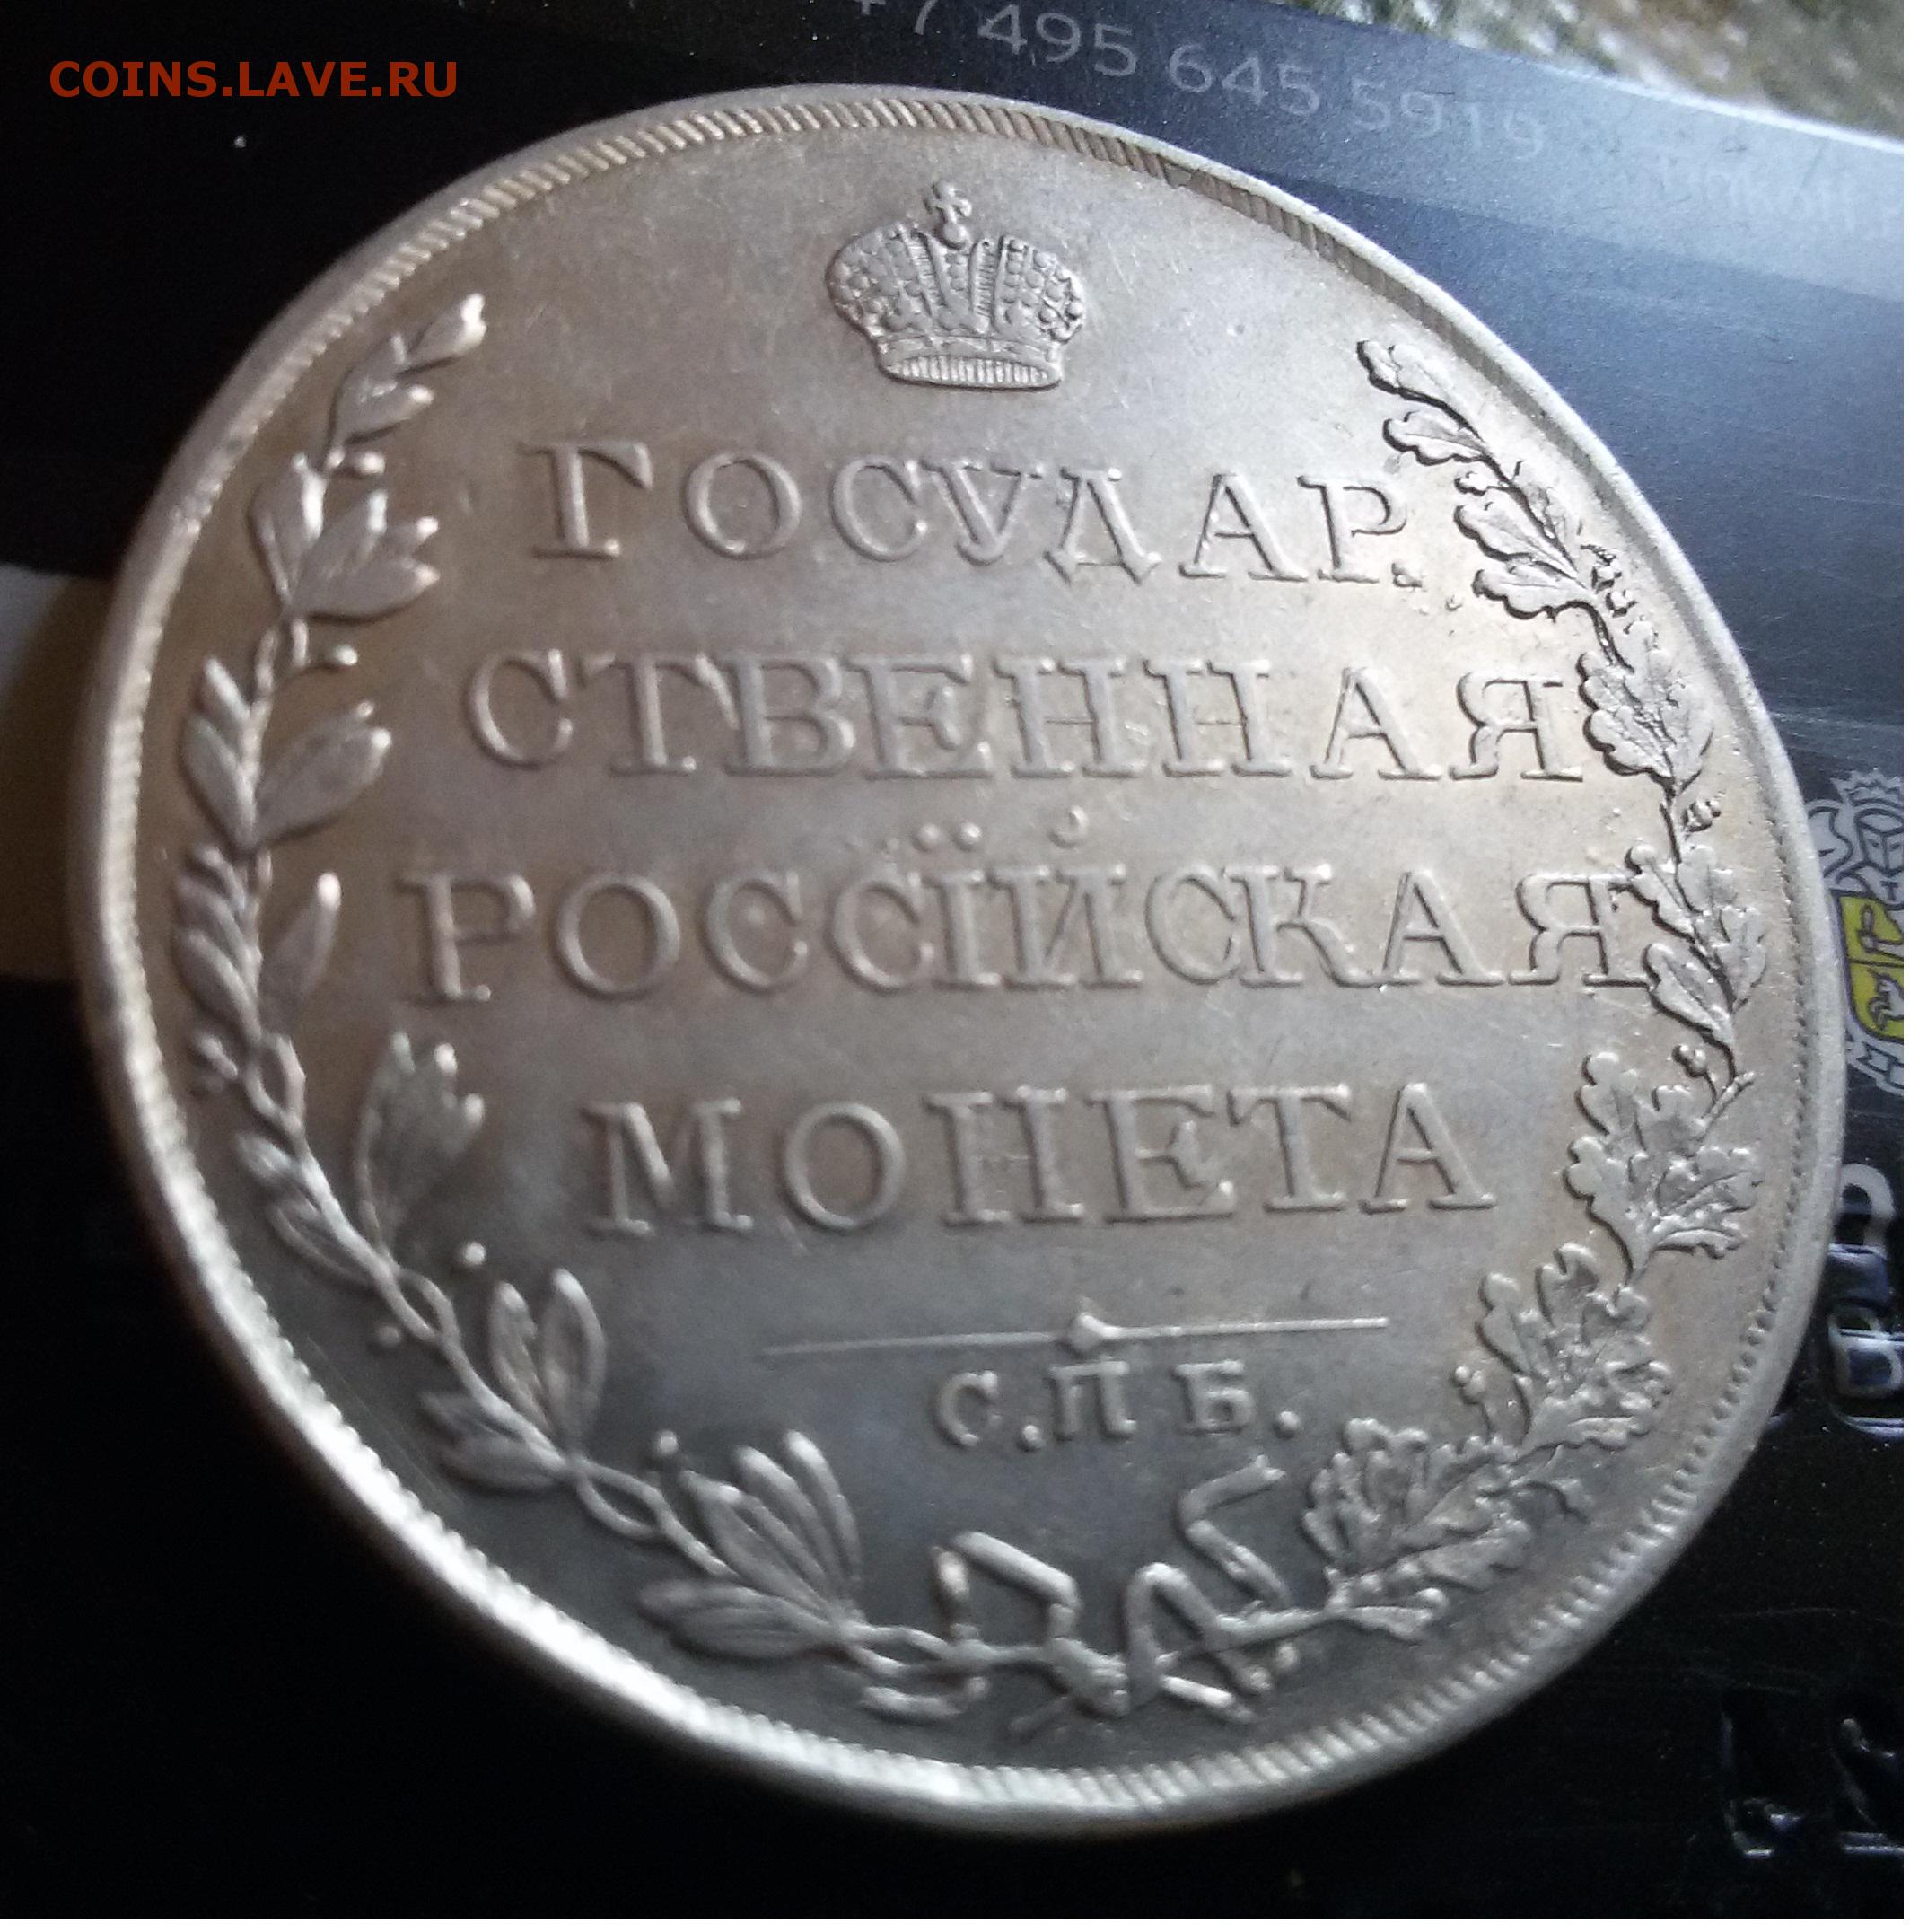 COINS.LAVE.RU
+7 495 645 5919
ГОСУДАР.
СТВЕННАЯ
РОССІЙСКАЯ
МОНЕТА
С.П Б.